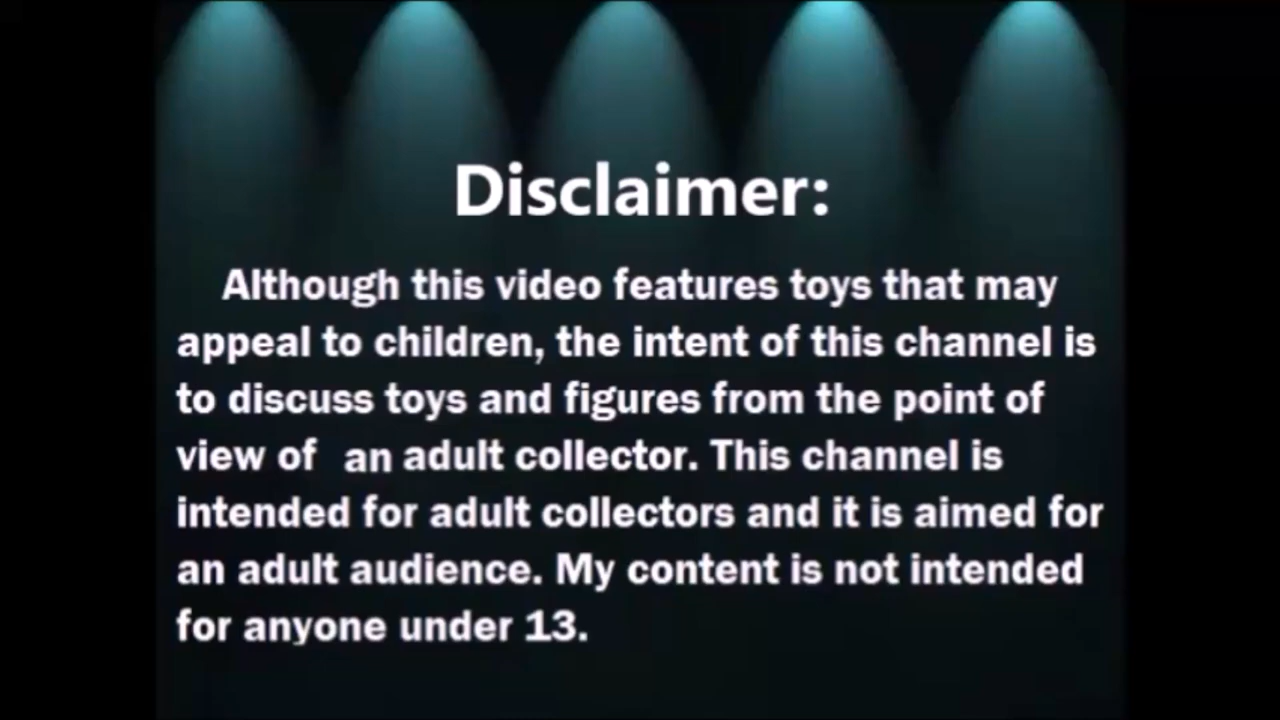 Disclaimer:
Although this video features toys that may
appeal to children, the intent of this channel is
to discuss toys and figures from the point of
view of an adult collector. This channel is
intended for adult collectors and it is aimed for
an adult audience. My content is not intended
for anyone under 13.